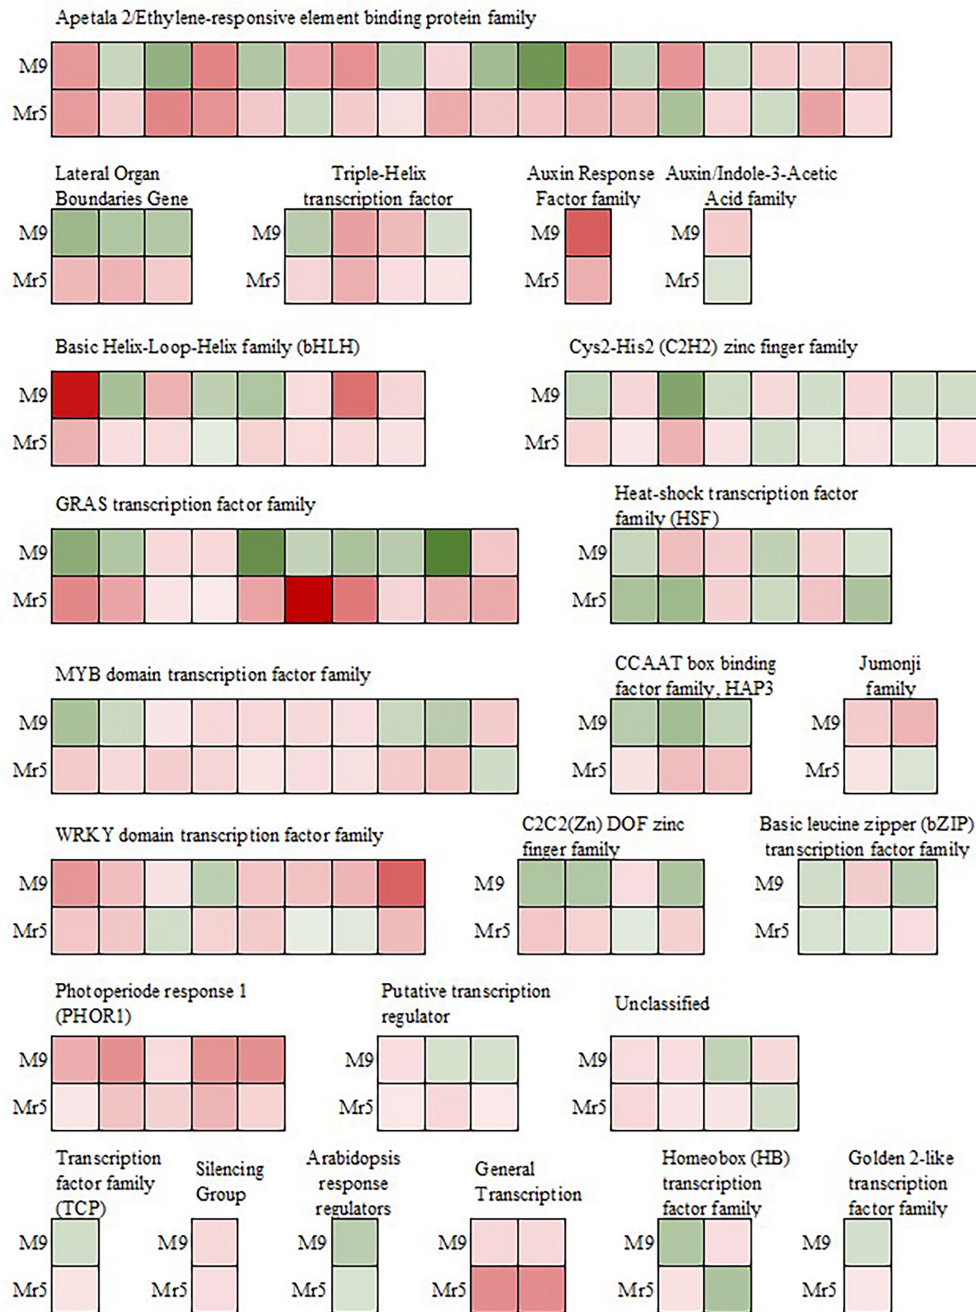 Apetala 2/Ethylene-responsive element binding protein family
M9
Mr5
Lateral Organ
Boundaries Gene
M9
Mr5
Triple-Helix
transcription factor
M9
Mr5
Auxin Response
Factor family
M9
Mr5
Auxin/Indole-3-Acetic
Acid family
M9
Mr5
Basic Helix-Loop-Helix family (bHLH)
M9
Mr5
Cys2-His2 (C2H2) zinc finger family
M9
Mr5
GRAS transcription factor family
M9
Mr5
Heat-shock transcription factor
family (HSF)
M9
Mr5
MYB domain transcription factor family
M9
Mr5
CCAAT box binding
factor family, HAP3
M9
Mr5
Jumonji
family
M9
Mr5
WRKY domain transcription factor family
M9
Mr5
C2C2(Zn) DOF zinc
finger family
M9
Mr5
Basic leucine zipper (bZIP)
transcription factor family
M9
Mr5
Photoperiode response 1
(PHOR1)
M9
Mr5
Putative transcription
regulator
M9
Mr5
Unclassified
M9
Mr5
Transcription
factor family
(TCP)
M9
Mr5
Silencing
Group
M9
Mr5
Arabidopsis
response
regulators
M9
Mr5
General
Transcription
M9
Mr5
Homeobox (HB)
transcription
factor family
M9
Mr5
Golden 2-like
transcription
factor family
M9
Mr5